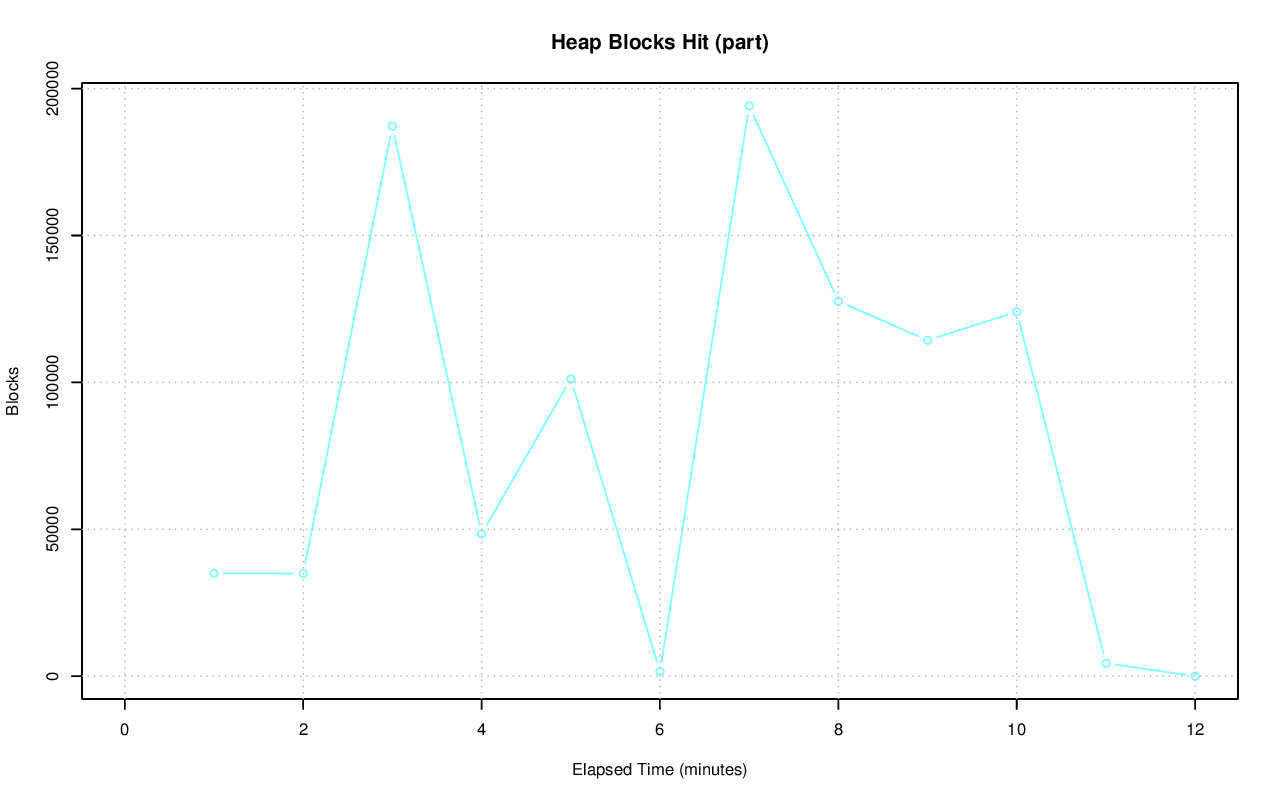 Heap Blocks Hit (part)
200000
150000
100000
50000
0
Blocks
0 2 4 6 8 10 12
Elapsed Time (minutes)